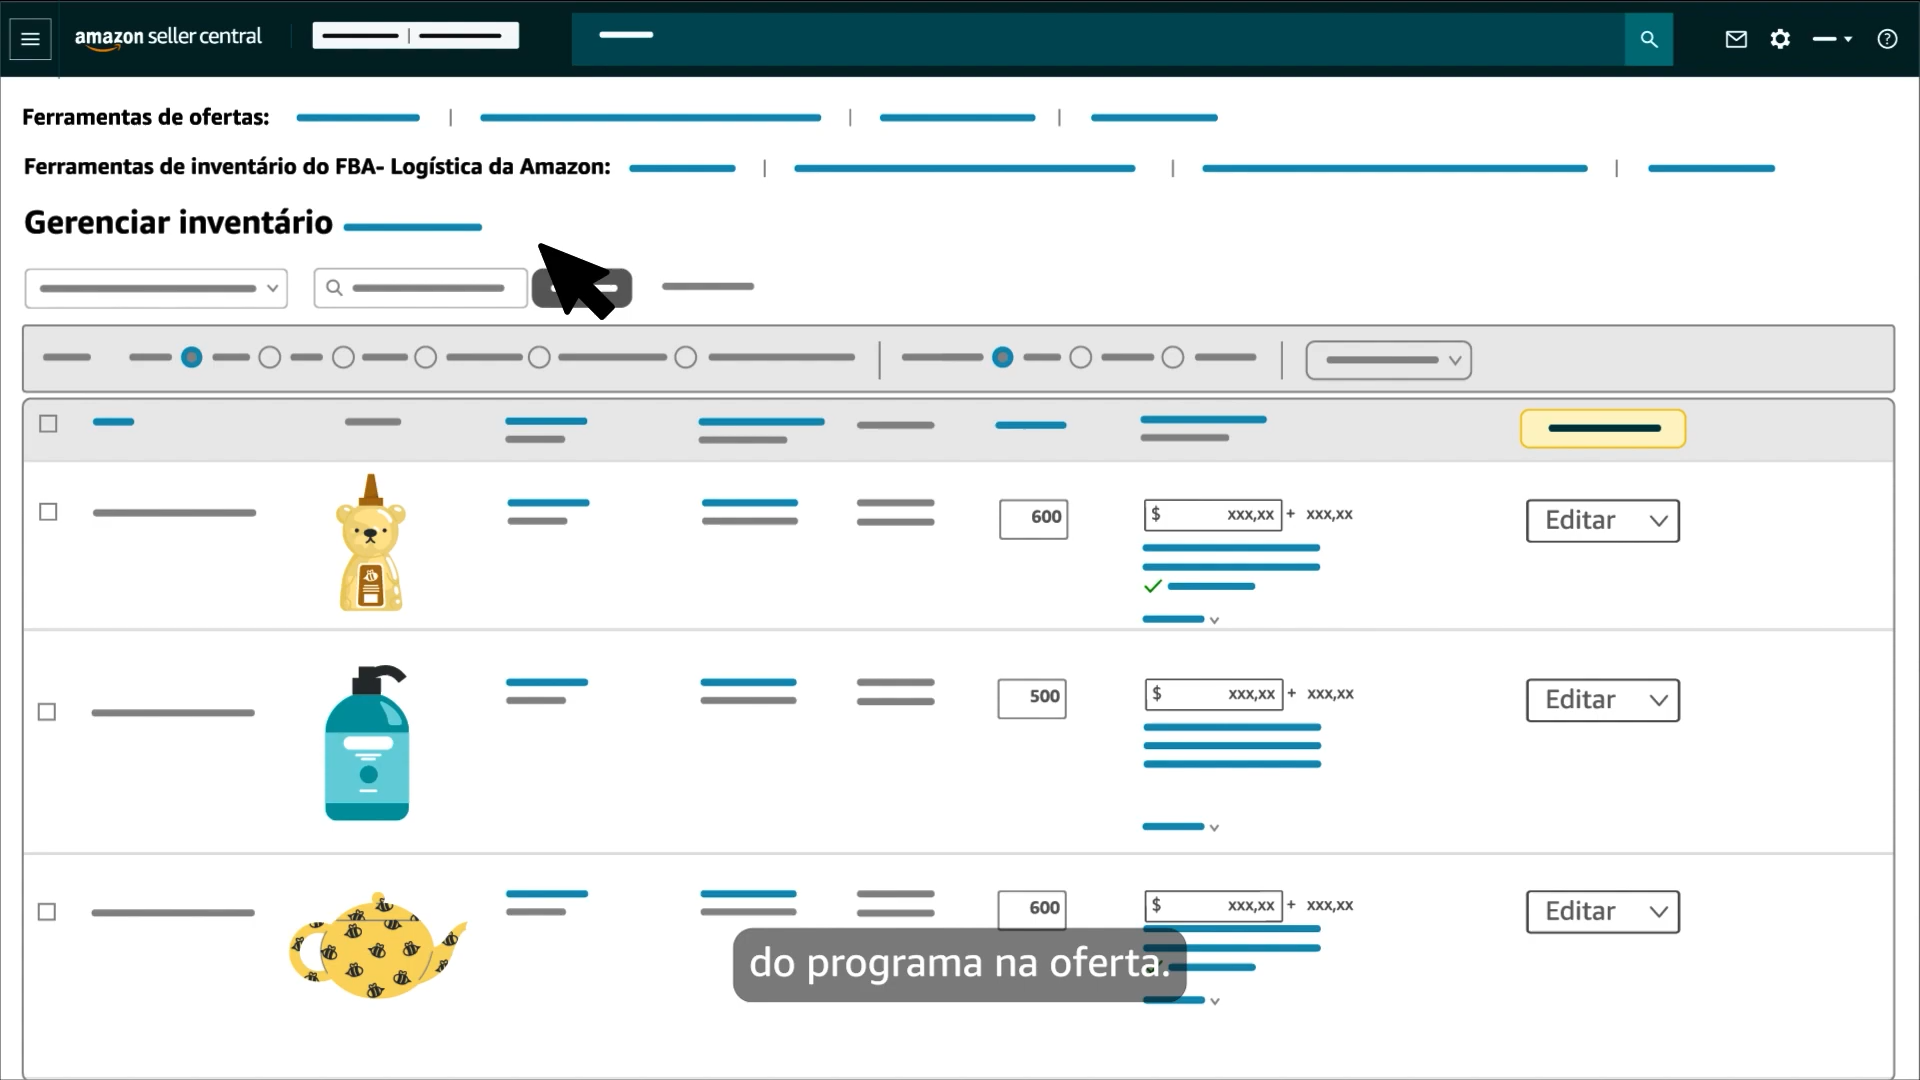 amazon seller central
Ferramentas de ofertas:
Ferramentas de inventário do FBA- Logística da Amazon:
Gerenciar inventário
600
$ xxx,xx + xxx,xx
Editar
500
$ xxx,xx + xxx,xx
Editar
600
$ xxx,xx + xxx,xx
Editar
do programa na oferta.